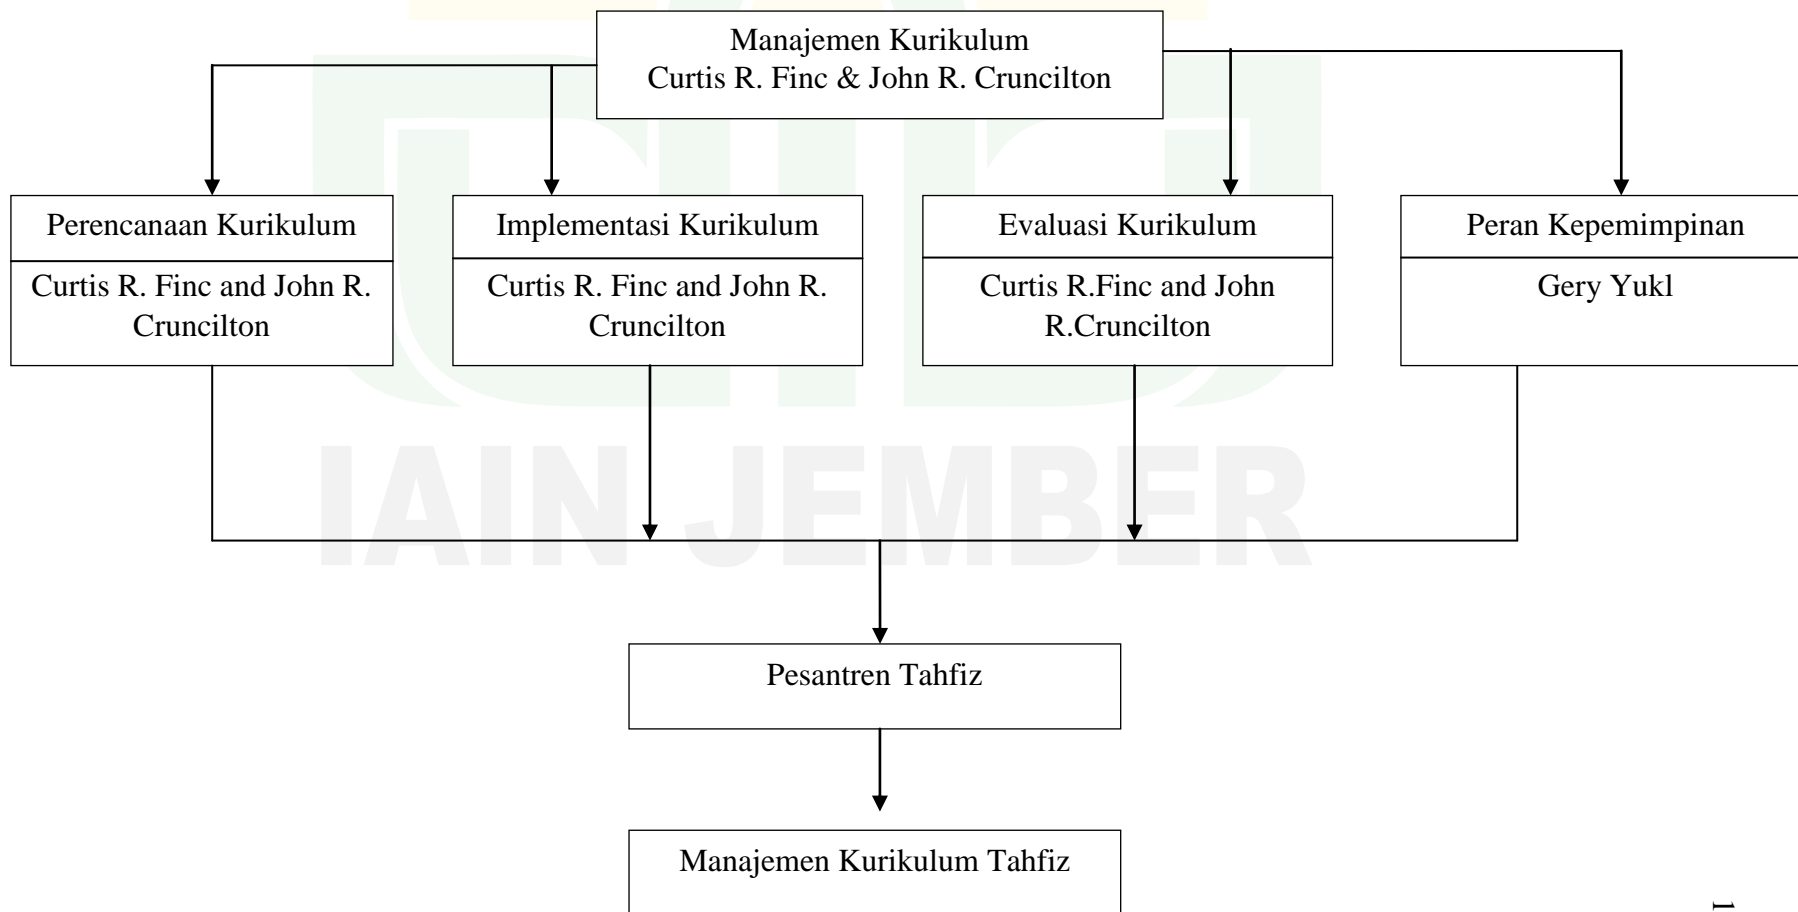 Manajemen Kurikulum
Curtis R. Finc & John R. Cruncilton
Perencanaan Kurikulum
Curtis R. Finc and John R.
Cruncilton
Implementasi Kurikulum
Curtis R. Finc and John R.
Cruncilton
Evaluasi Kurikulum
Curtis R.Finc and John
R.Cruncilton
Peran Kepemimpinan
Gery Yukl
IAIN JEMBER
Pesantren Tahfiz
Manajemen Kurikulum Tahfiz
1